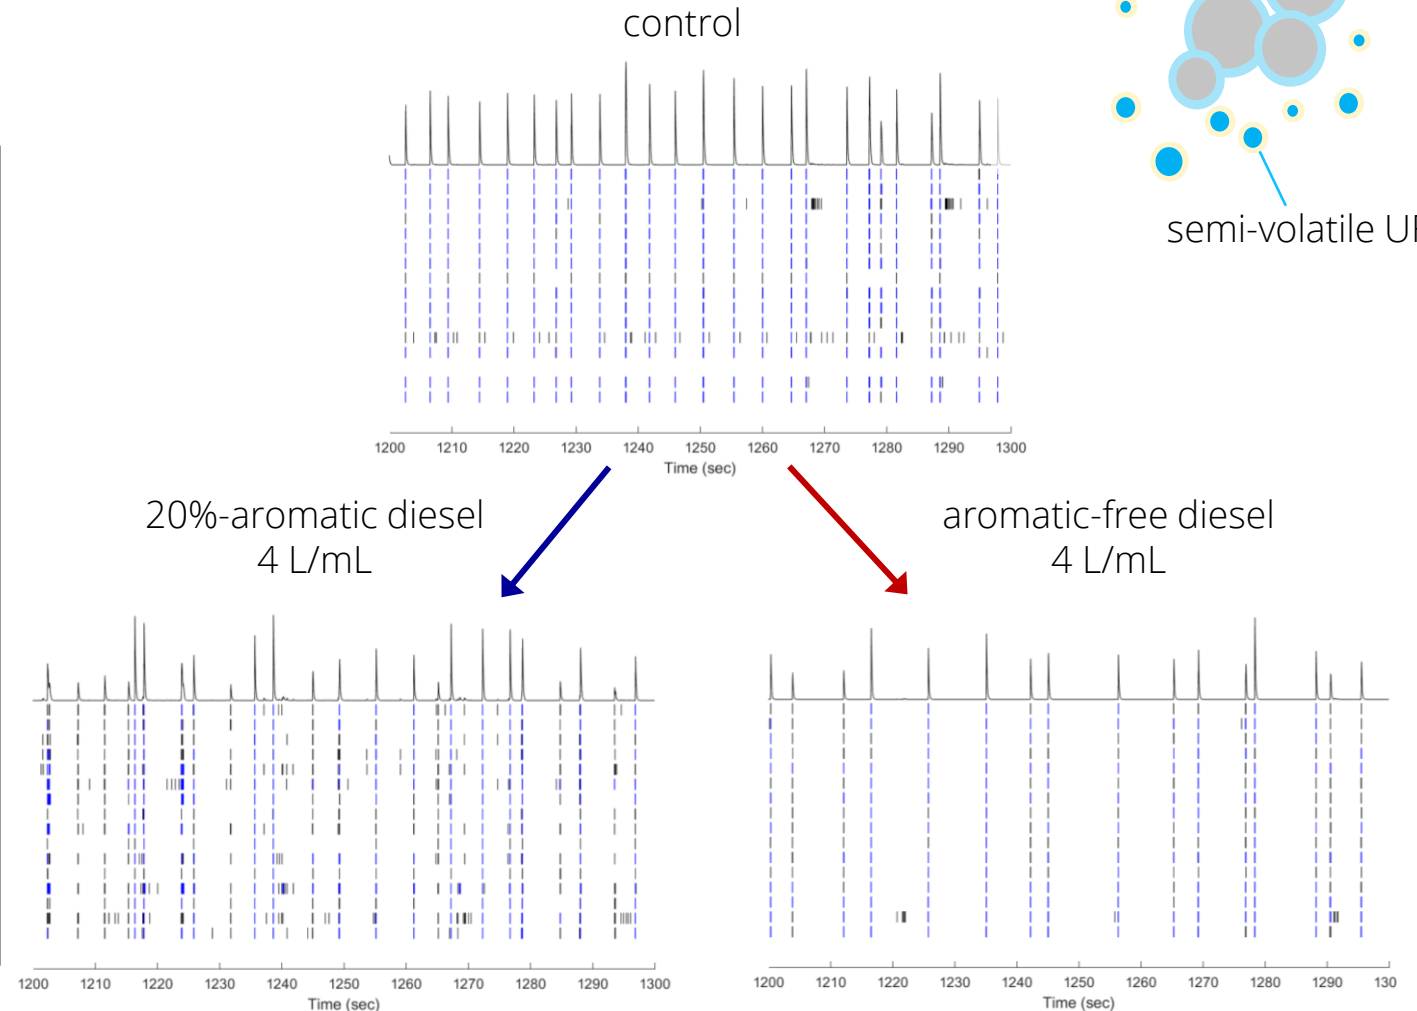 control
semi-volatile
1200 1210 1220 1230 1240 1250 1260 1270 1280 1290 1300
Time (sec)
20%-aromatic diesel
4 L/mL
aromatic-free diesel
4 L/mL
1200 1210 1220 1230 1240 1250 1260 1270 1280 1290 1300
Time (sec)
1200 1210 1220 1230 1240 1250 1260 1270 1280 1290 130
Time (sec)